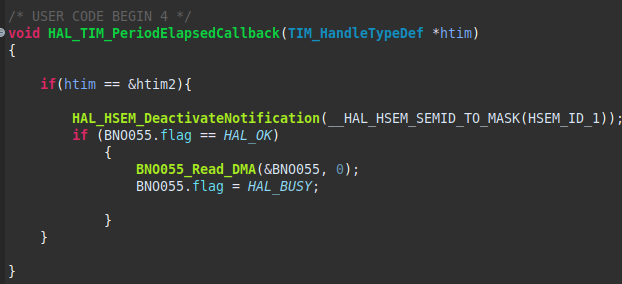 /* USER CODE BEGIN 4 */
void HAL_TIM_PeriodElapsedCallback(TIM_HandleTypeDef *htim)
{
if(htim == &htim2){
HAL_HSEM_DeactivateNotification(__HAL_HSEM_SEMID_TO_MASK(HSEM_ID_1));
if (BNO055.flag == HAL_OK)
{
BNO055_Read_DMA(&BNO055, 0);
BNO055.flag = HAL_BUSY;
}
}
}